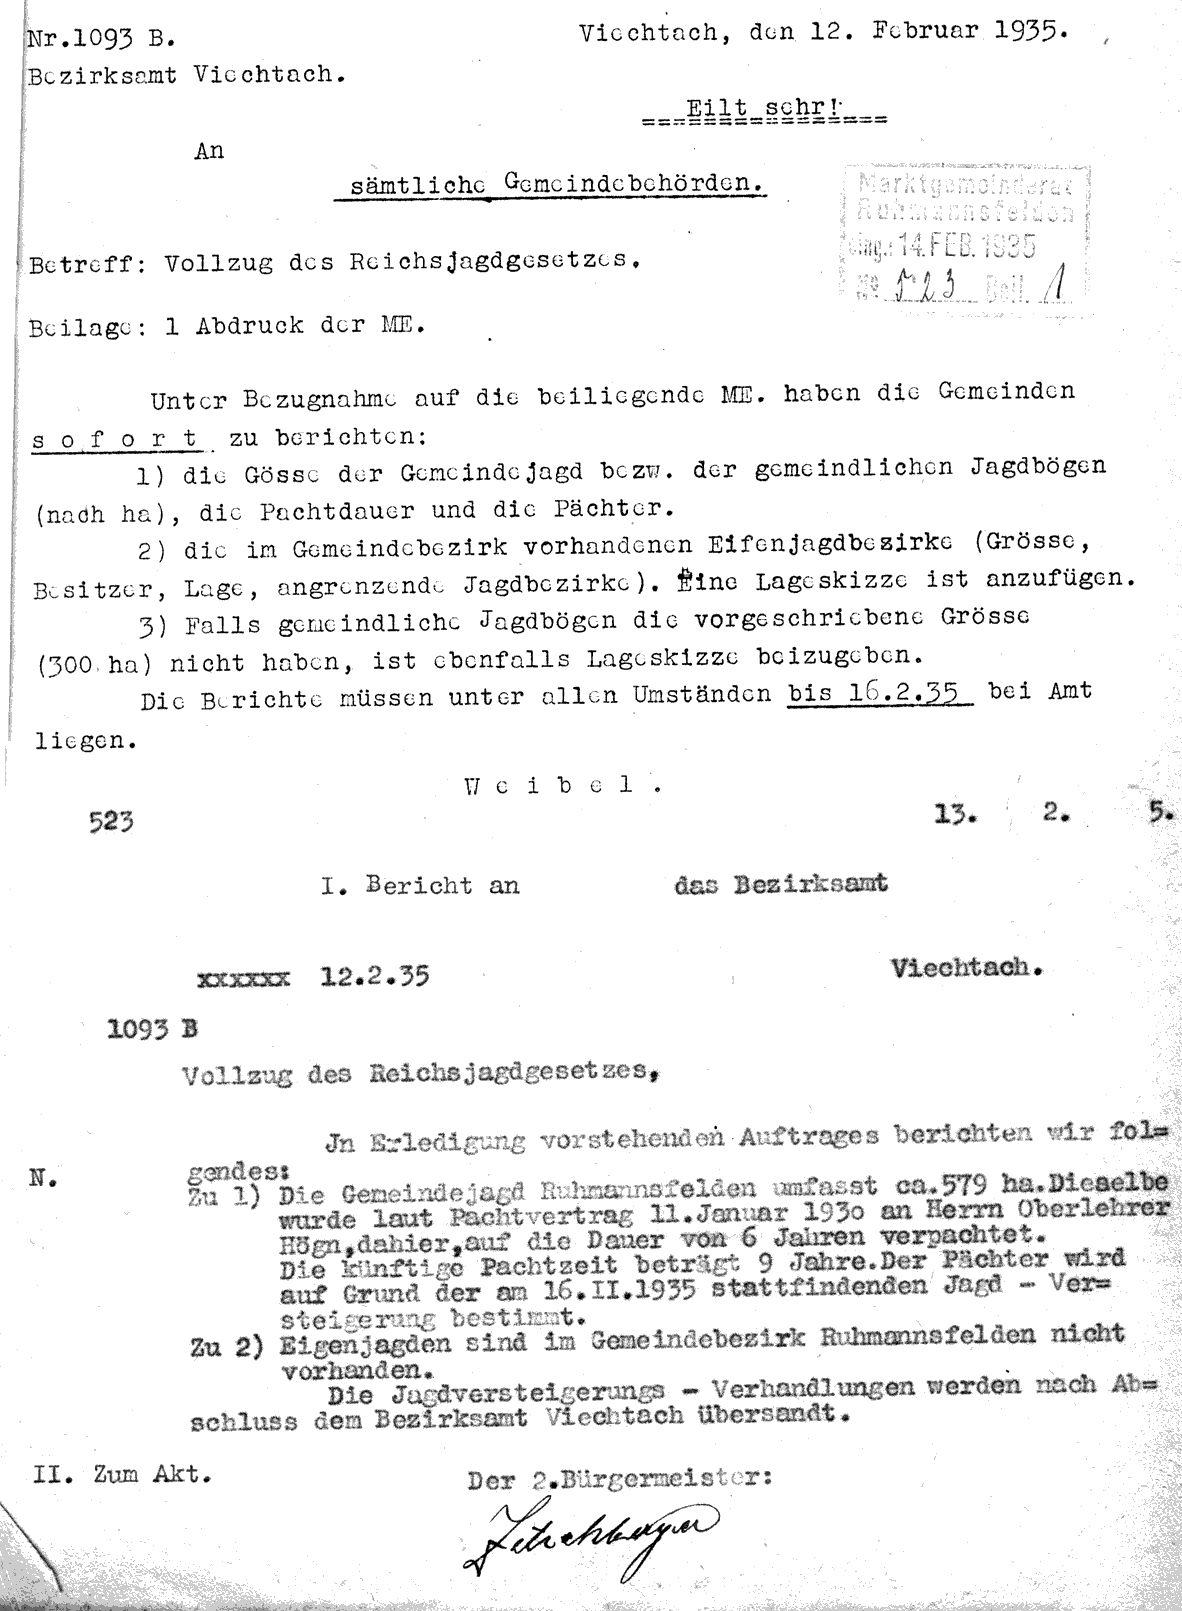 Nr.1093 B.
Viechtach, den 12. Februar 1935.
Bezirksamt Viechtach.
Eilt sehr!
An
sämtliche Gemeindebehörden.
Marktgemeinderat
Ruhmannsfelden
eing.: 14.FEB.1935
No 523 Beil. 1
Betreff: Vollzug des Reichsjagdgesetzes.
Beilage: 1 Abdruck der ME.
Unter Bezugnahme auf die beiliegende ME. haben die Gemeinden
s o f o r t zu berichten:
1) die Gösse der Gemeindejagd bezw. der gemeindlichen Jagdbögen
(nach ha), die Pachtdauer und die Pächter.
2) die im Gemeindebezirk vorhandenen Eifenjagdbezirke (Grösse,
Besitzer, Lage, angrenzende Jagdbezirke). Eine Lageskizze ist anzufügen.
3) Falls gemeindliche Jagdbögen die vorgeschriebene Grösse
(300 ha) nicht haben, ist ebenfalls Lageskizze beizugeben.
Die Berichte müssen unter allen Umständen bis 16.2.35 bei Amt
liegen.
W e i b e l .
523
13. 2. 5.
I. Bericht an das Bezirksamt
xxxxxx 12.2.35
Viechtach.
1093 B
Vollzug des Reichsjagdgesetzes,
Jn Erledigung vorstehenden Auftrages berichten wir fol=
N.
gendes:
Zu 1) Die Gemeindejagd Ruhmannsfelden umfasst ca.579 ha.Dieselbe
wurde laut Pachtvertrag 11.Januar 1930 an Herrn Oberlehrer
Högn,dahier,auf die Dauer von 6 Jahren verpachtet.
Die künftige Pachtzeit beträgt 9 Jahre.Der Pächter wird
auf Grund der am 16.II.1935 stattfindenden Jagd - Ver=
steigerung bestimmt.
Zu 2) Eigenjagden sind im Gemeindebezirk Ruhmannsfelden nicht
vorhanden.
Die Jagdversteigerungs - Verhandlungen werden nach Ab=
schluss dem Bezirksamt Viechtach übersandt.
II. Zum Akt.
Der 2.Bürgermeister: